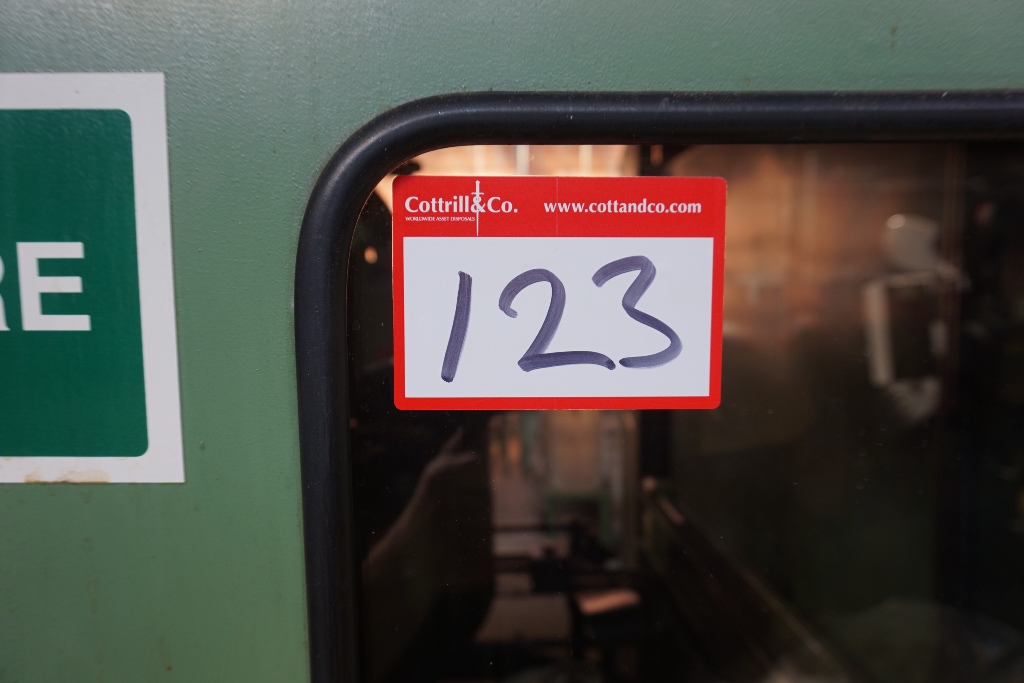 RE
Cottrill&Co. www.cottandco.com
WORLDWIDE ASSET DISPOSALS
123